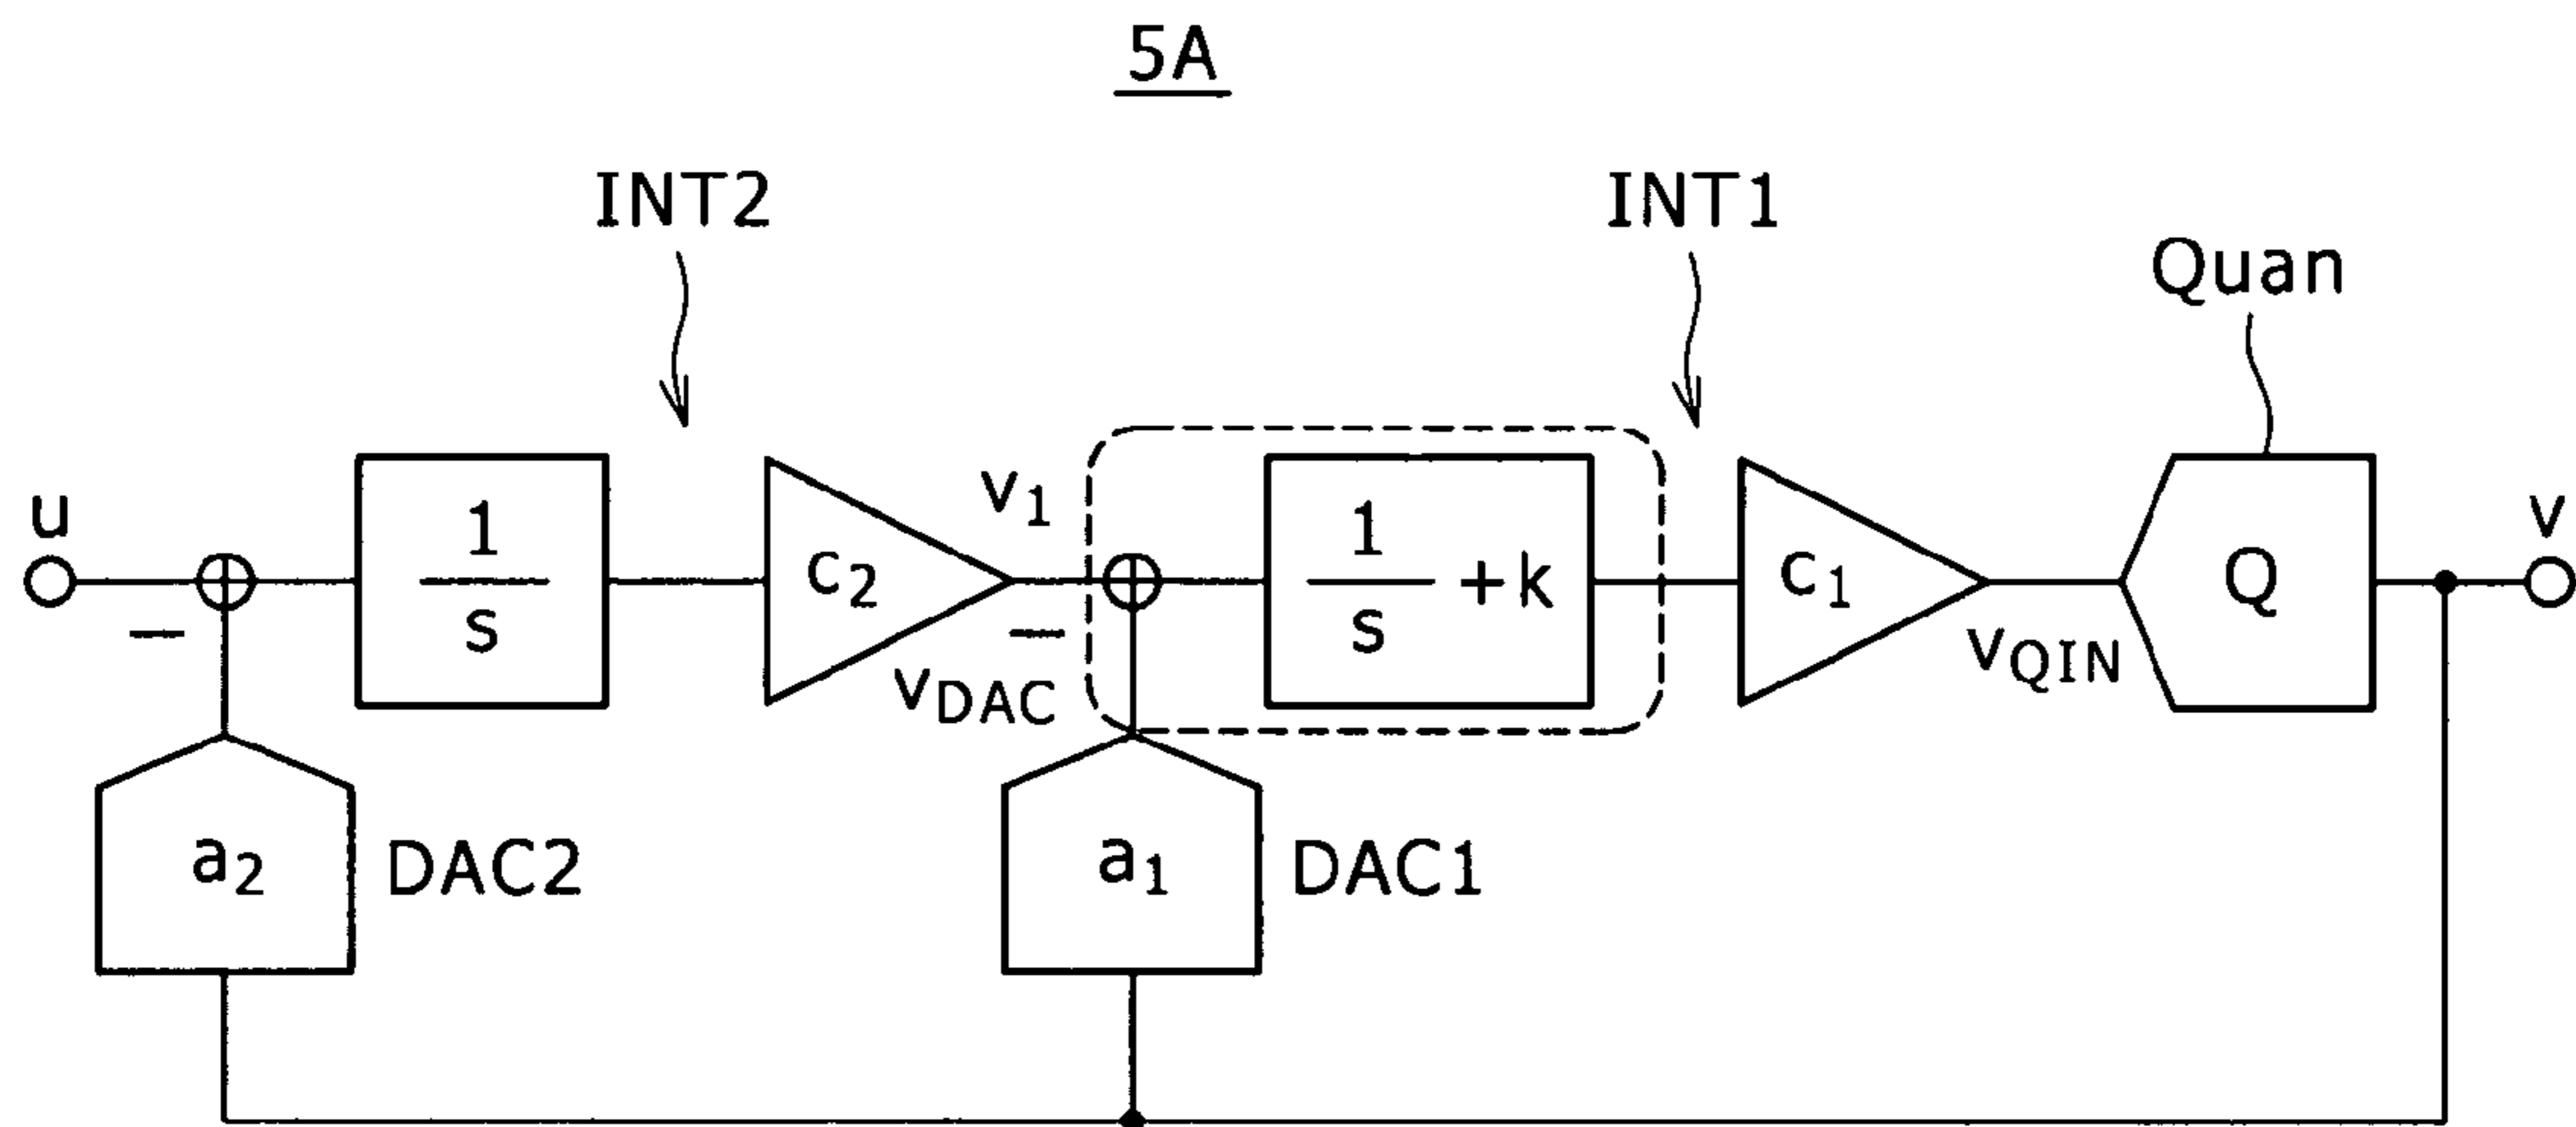 5A
INT2
INT1
Quan
u
1
s
c2
v1
1
s
+k
c1
Q
v
−
−
vDAC
vQIN
a2
DAC2
a1
DAC1